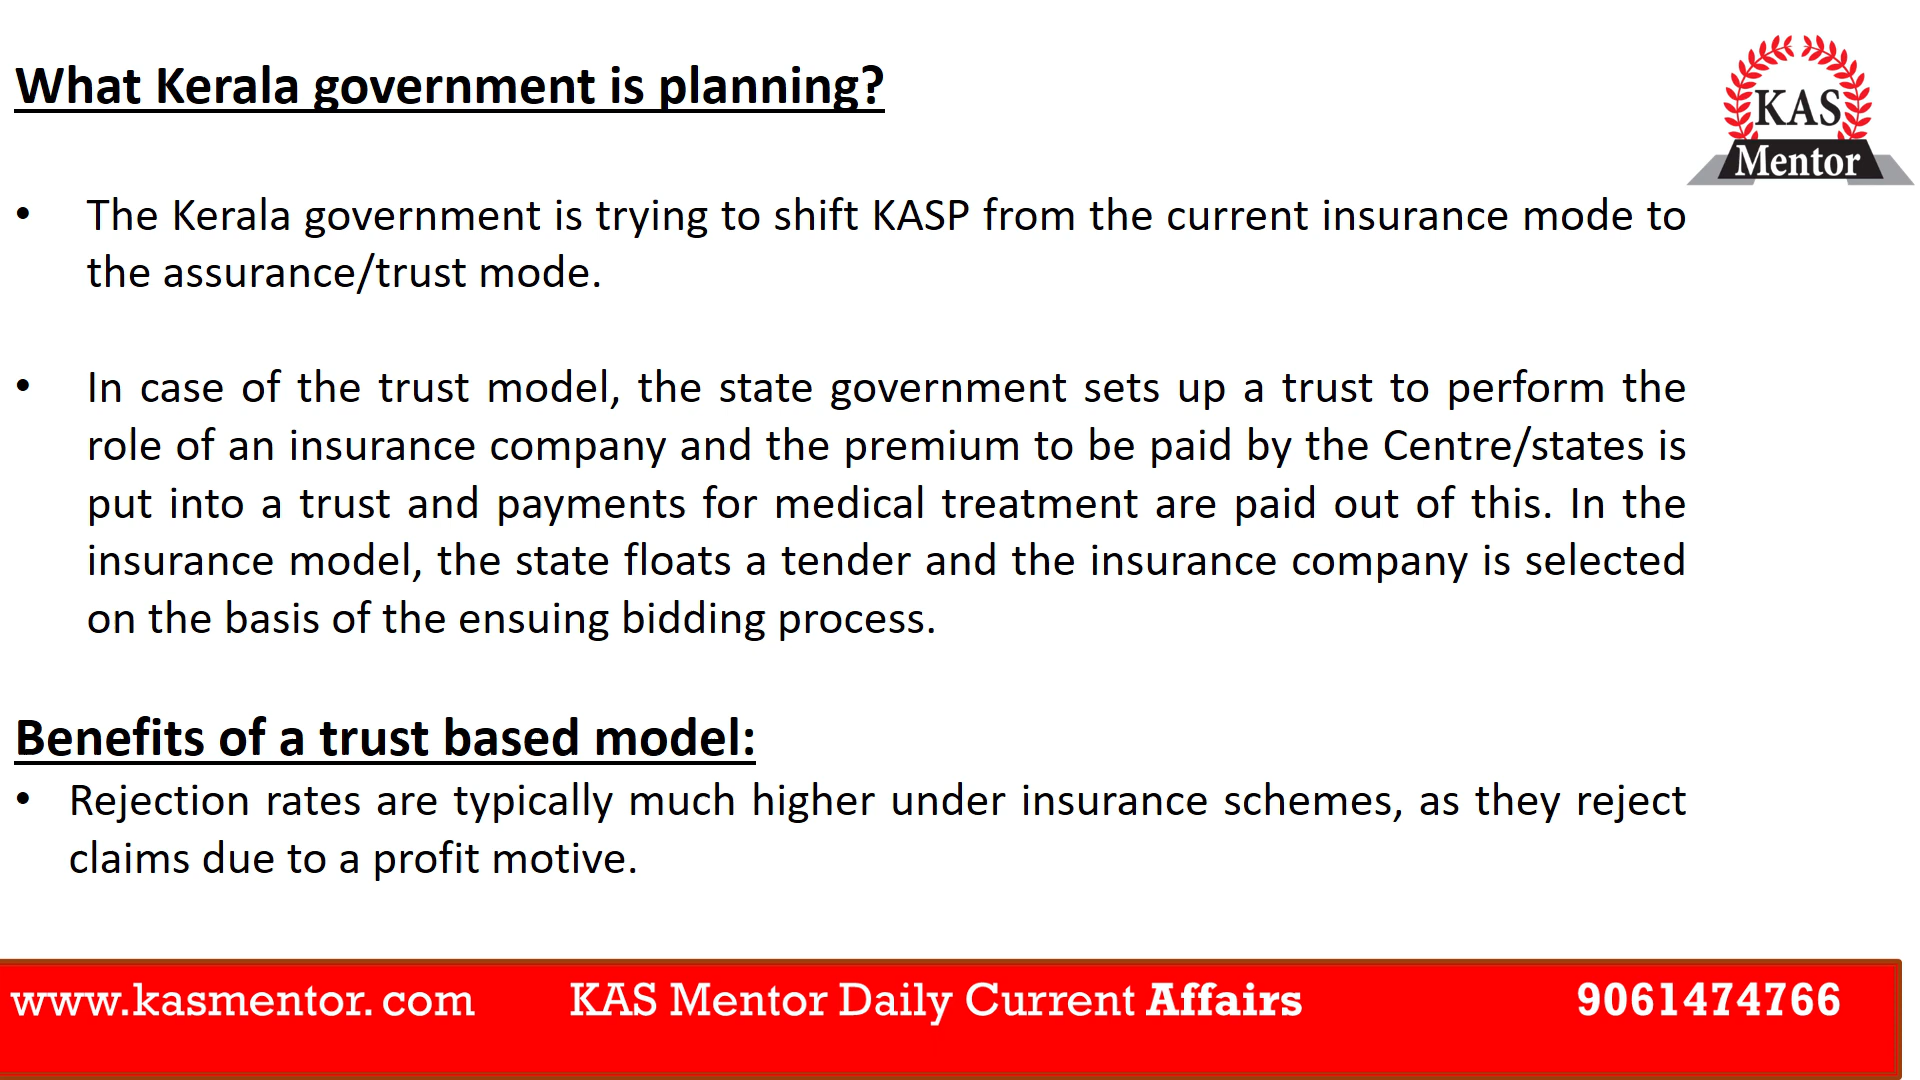 What Kerala government is planning?
KAS
Mentor
• The Kerala government is trying to shift KASP from the current insurance mode to
the assurance/trust mode.
• In case of the trust model, the state government sets up a trust to perform the
role of an insurance company and the premium to be paid by the Centre/states is
put into a trust and payments for medical treatment are paid out of this. In the
insurance model, the state floats a tender and the insurance company is selected
on the basis of the ensuing bidding process.
Benefits of a trust based model:
• Rejection rates are typically much higher under insurance schemes, as they reject
claims due to a profit motive.
www.kasmentor. com KAS Mentor Daily Current Affairs 9061474766